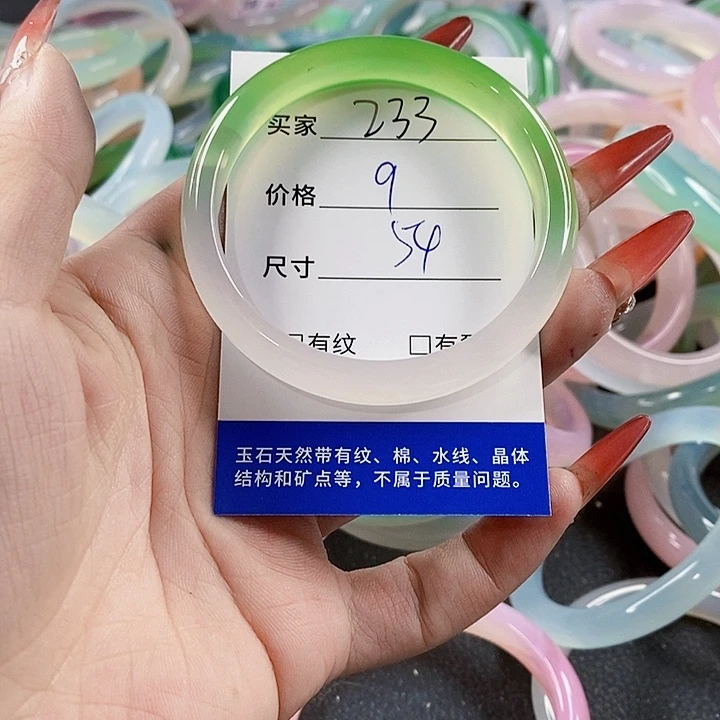 买家 233
价格 9
尺寸 54
有纹 □有
玉石天然带有纹、棉、水线、晶体
结构和矿点等，不属于质量问题。